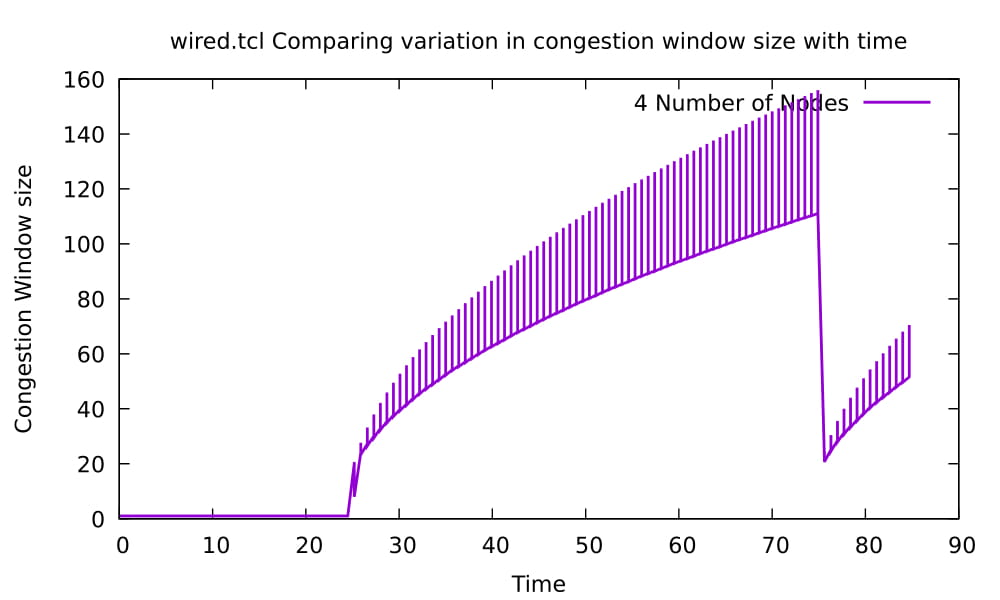 wired.tcl Comparing variation in congestion window size with time
160
4 Number of Nodes
140
120
100
80
60
40
20
0
Congestion Window size
0 10 20 30 40 50 60 70 80 90
Time